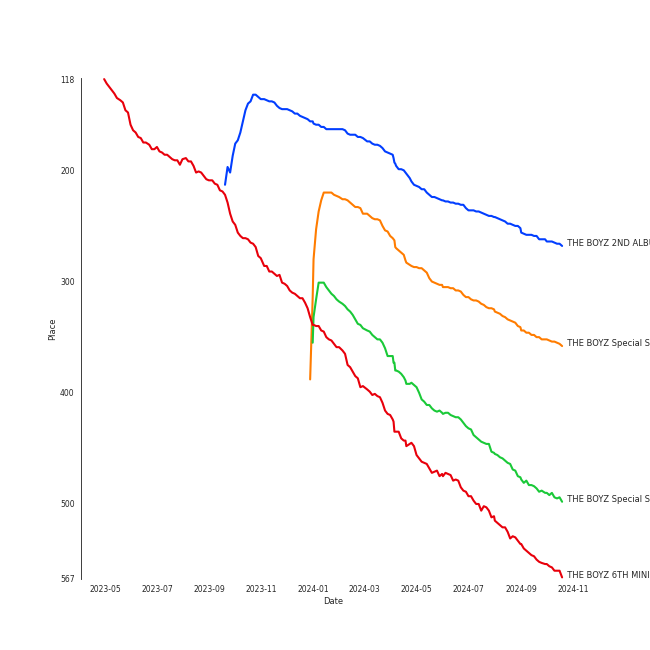 118
200
300
400
500
567
Place
2023-05
2023-07
2023-09
2023-11
2024-01
2024-03
2024-05
2024-07
2024-09
2024-11
Date
THE BOYZ 2ND ALB
THE BOYZ Special S
THE BOYZ Special S
THE BOYZ 6TH MINI